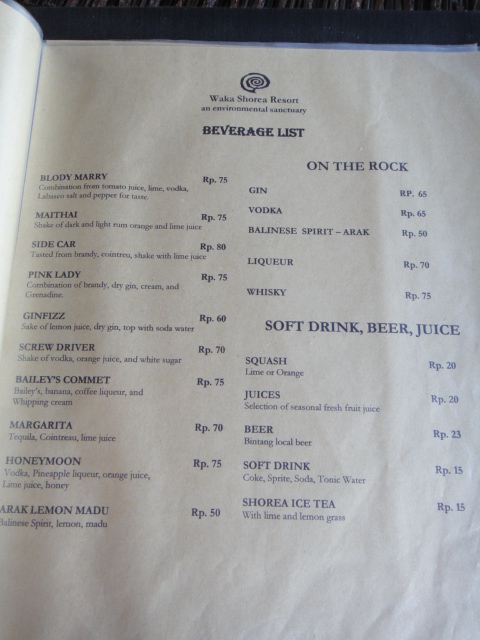 Waka Shorea Resort
an environmental sanctuary
BEVERAGE LIST
BLODY MARRY Rp. 75
Combination from tomato juice, lime, vodka,
Labasco salt and pepper for taste.
MAITHAI Rp. 75
Shake of dark and light rum orange and lime juice
SIDE CAR Rp. 80
Tasted from brandy, cointreu, shake with lime juice
PINK LADY Rp. 75
Combination of brandy, dry gin, cream, and
Grenadine.
GINFIZZ Rp. 60
Sake of lemon juice, dry gin, top with soda water
SCREW DRIVER Rp. 70
Shake of vodka, orange juice, and white sugar
BAILEY'S COMMET Rp. 75
Bailey's, banana, coffee liqueur, and
Whipping cream
MARGARITA Rp. 70
Tequila, Cointreau, lime juice
HONEYMOON Rp. 75
Vodka, Pineapple liqueur, orange juice,
Lime juice, honey
ARAK LEMON MADU Rp. 50
Balinese Spirit, lemon, madu
ON THE ROCK
GIN RP. 65
VODKA Rp. 65
BALINESE SPIRIT – ARAK Rp. 50
LIQUEUR Rp. 70
WHISKY Rp. 75
SOFT DRINK, BEER, JUICE
SQUASH Rp. 20
Lime or Orange
JUICES Rp. 20
Selection of seasonal fresh fruit juice
BEER Rp. 23
Bintang local beer
SOFT DRINK Rp. 15
Coke, Sprite, Soda, Tonic Water
SHOREA ICE TEA Rp. 15
With lime and lemon grass